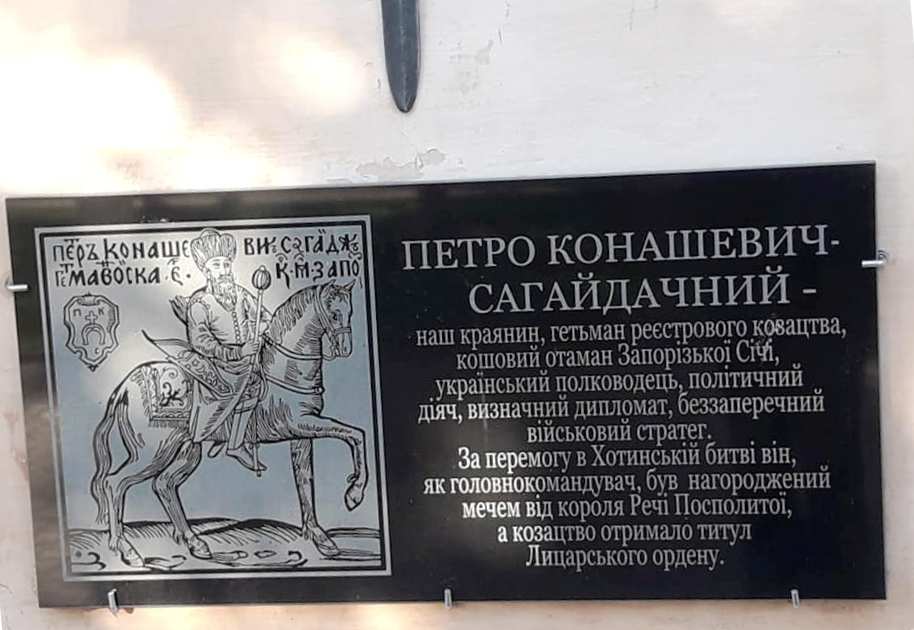 ПЕТРО КОНАШЕВИЧ-
САГАЙДАЧНИЙ -
наш краянин, гетьман реєстрового козацтва,
кошовий отаман Запорізької Січі,
український полководець, політичний
діяч, визначний дипломат, беззаперечний
військовий стратег.
За перемогу в Хотинській битві він,
як головнокомандувач, був нагороджений
мечем від короля Речі Посполитої,
а козацтво отримало титул
Лицарського ордену.
П К